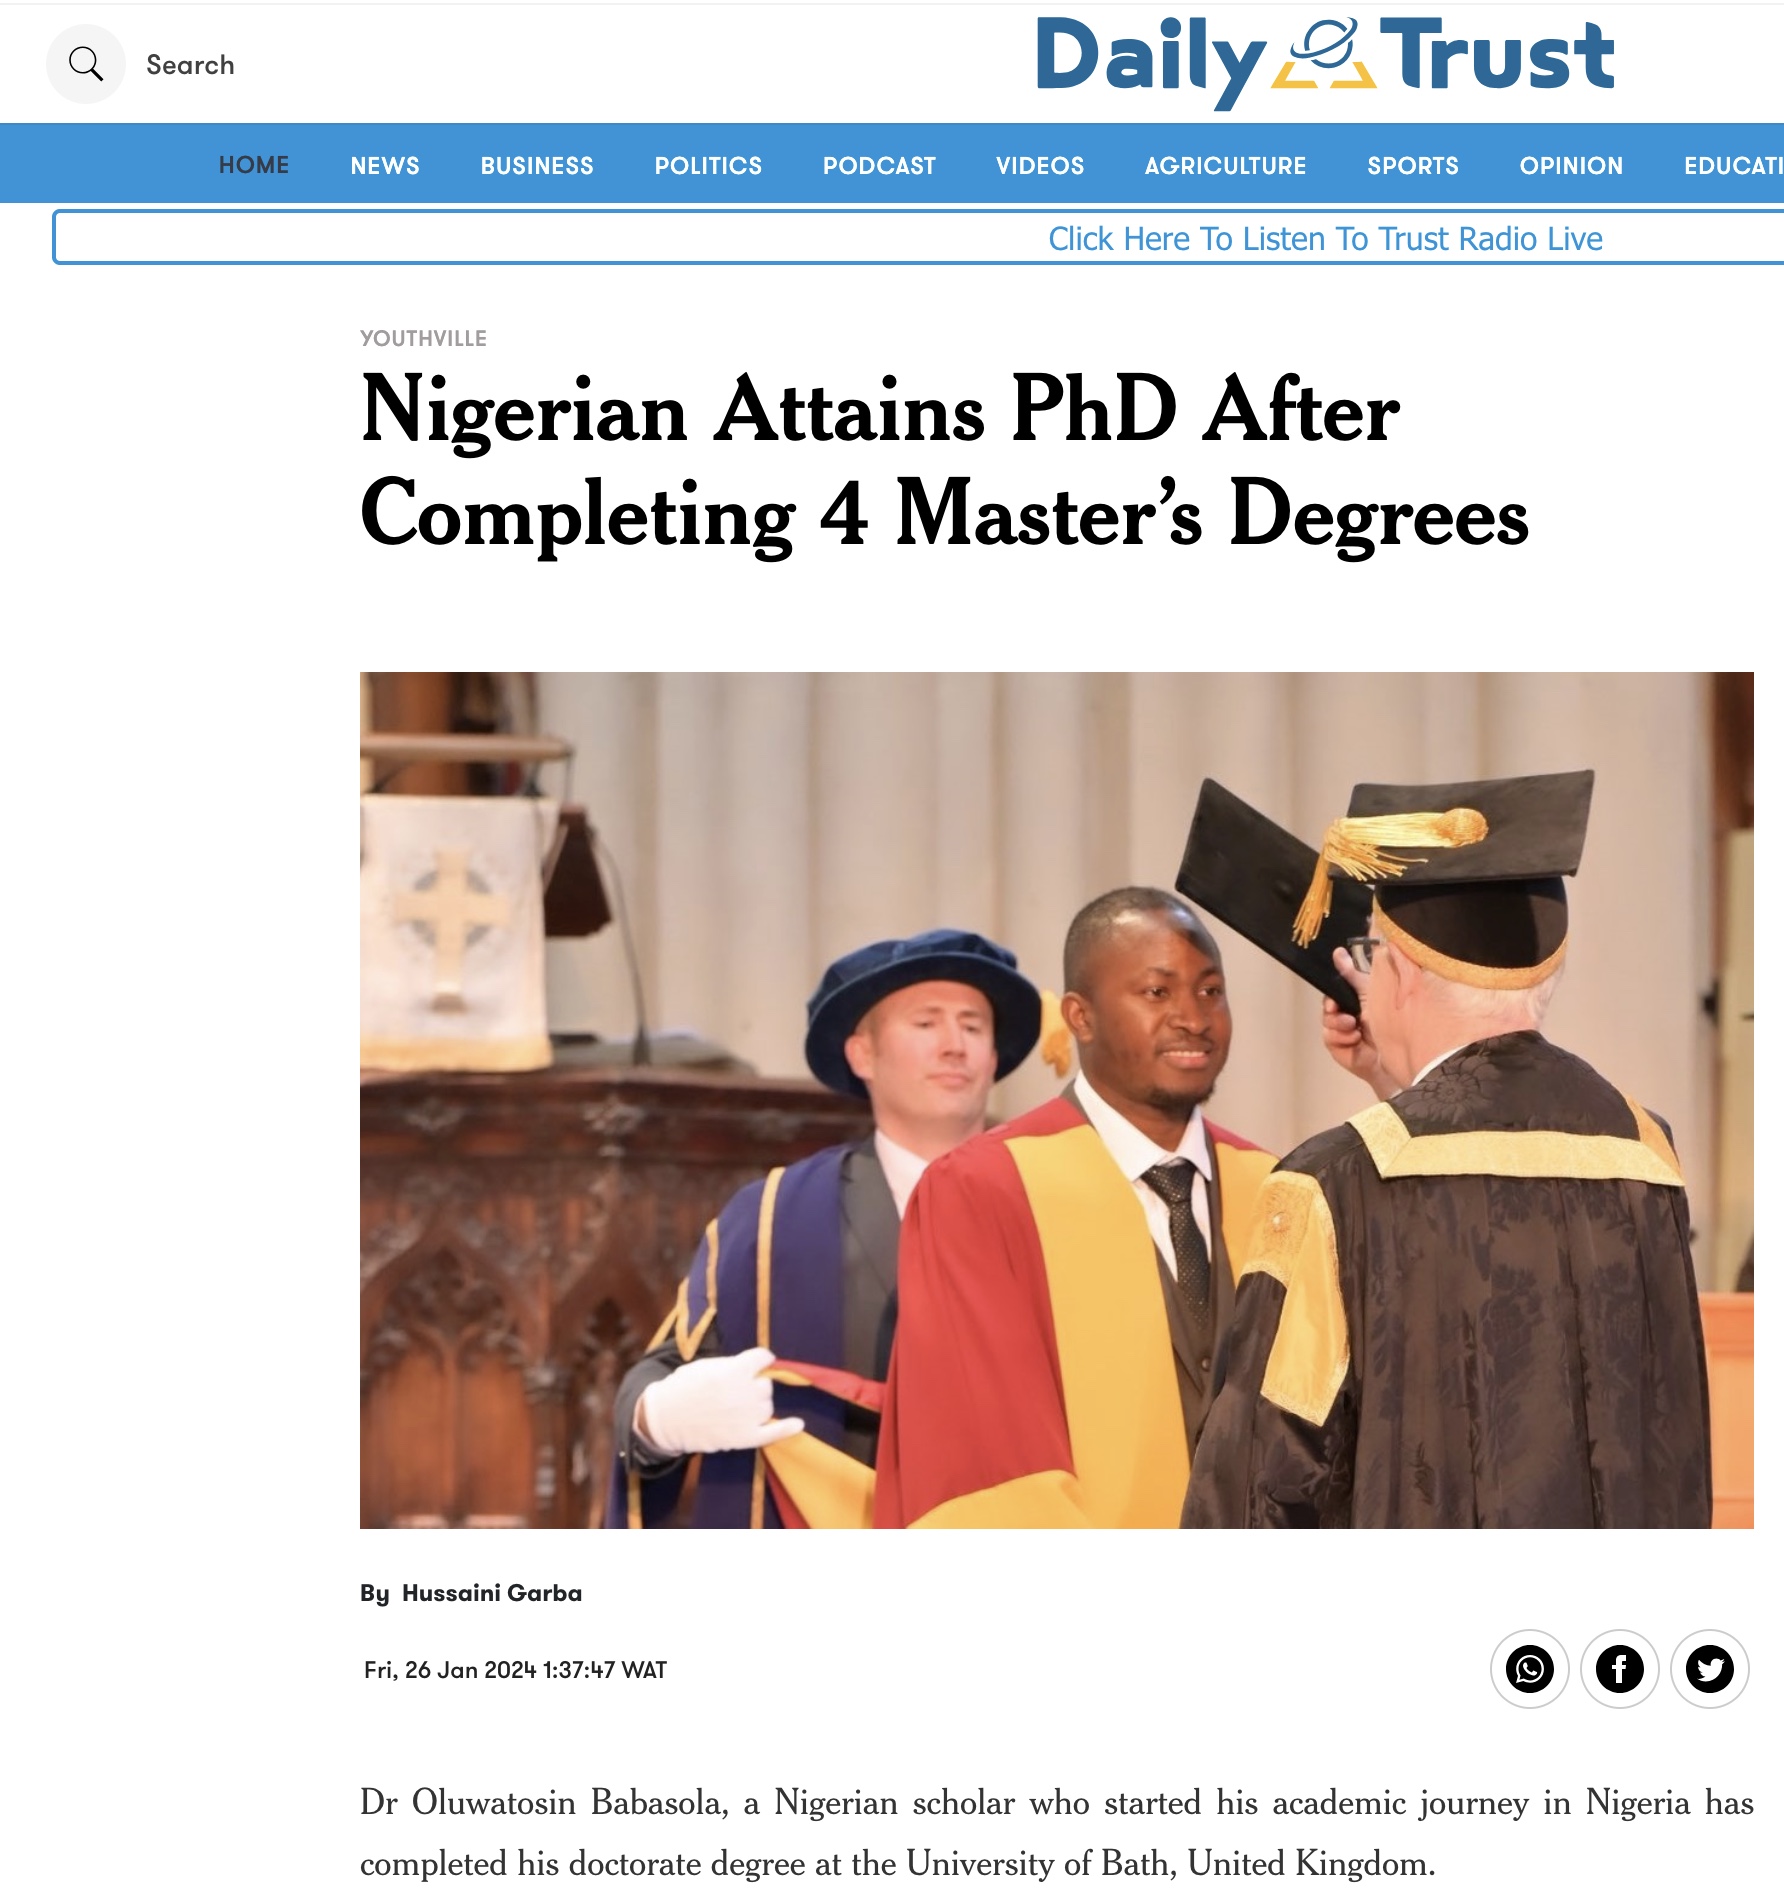 Search
Daily Trust
HOME NEWS BUSINESS POLITICS PODCAST VIDEOS AGRICULTURE SPORTS OPINION EDUCATI
Click Here To Listen To Trust Radio Live
YOUTHVILLE
Nigerian Attains PhD After
Completing 4 Master’s Degrees
By Hussaini Garba
Fri, 26 Jan 2024 1:37:47 WAT
Dr Oluwatosin Babasola, a Nigerian scholar who started his academic journey in Nigeria has
completed his doctorate degree at the University of Bath, United Kingdom.